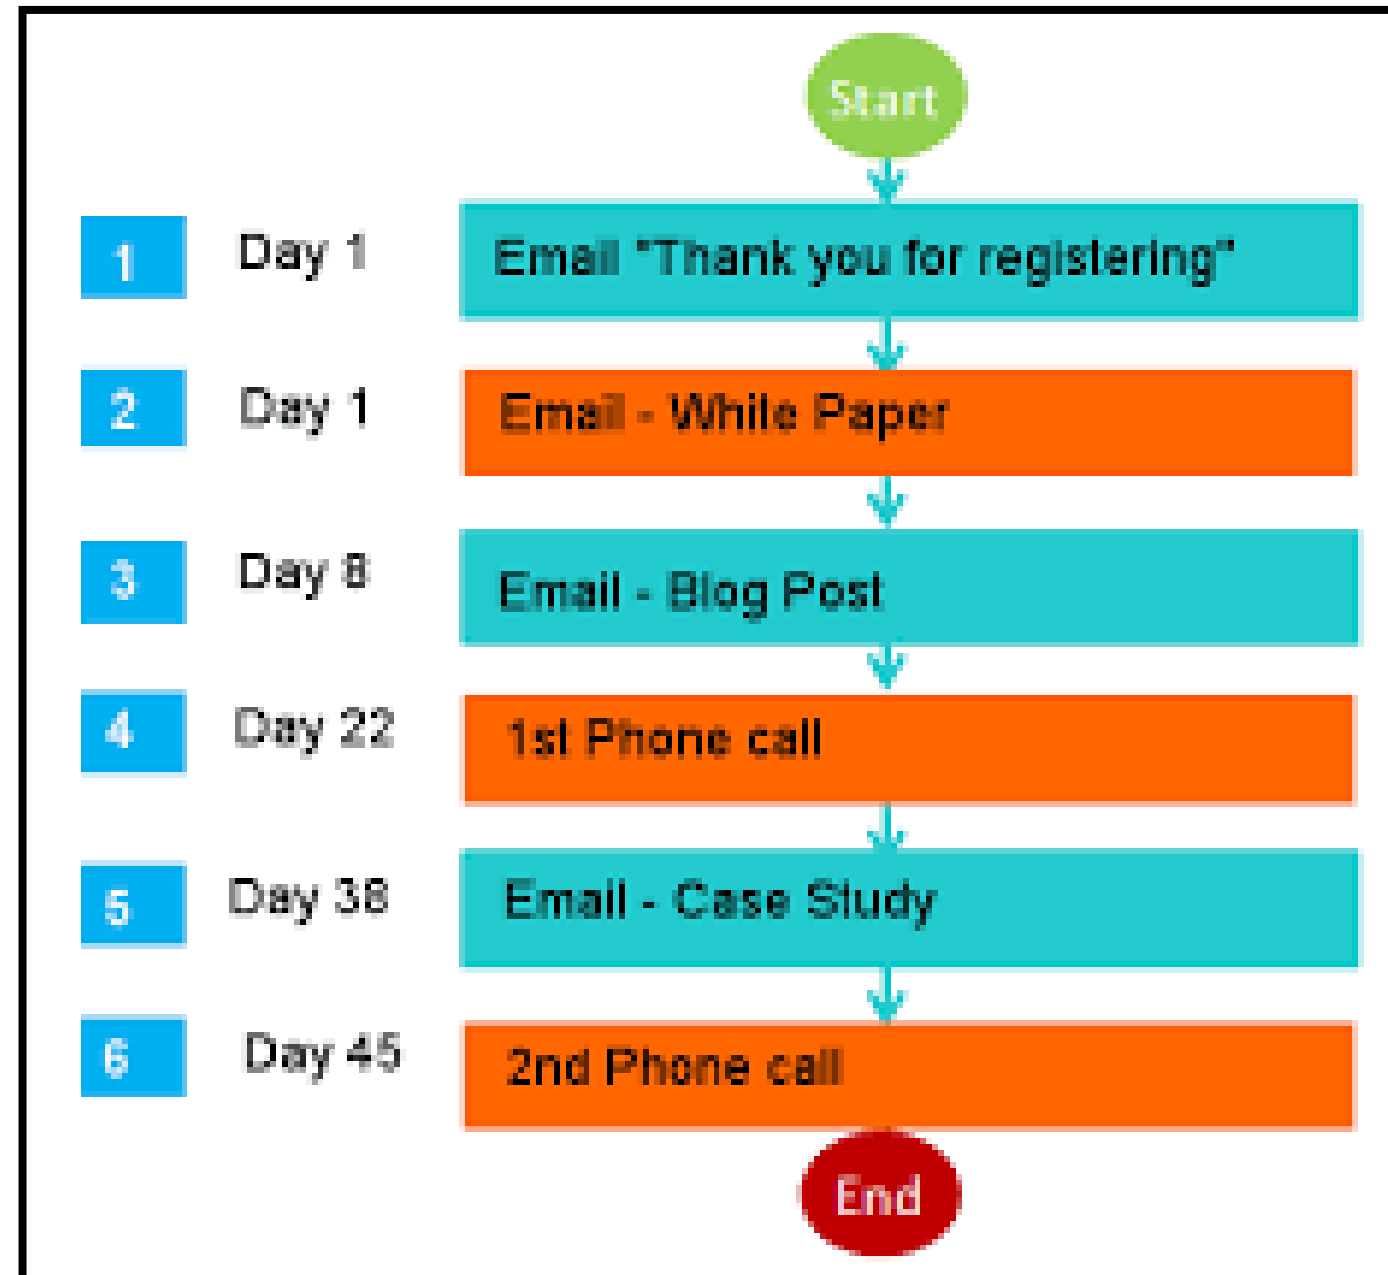 Start
1 Day 1 Email "Thank you for registering"
2 Day 1 Email - White Paper
3 Day 8 Email - Blog Post
4 Day 22 1st Phone call
5 Day 38 Email - Case Study
6 Day 45 2nd Phone call
End